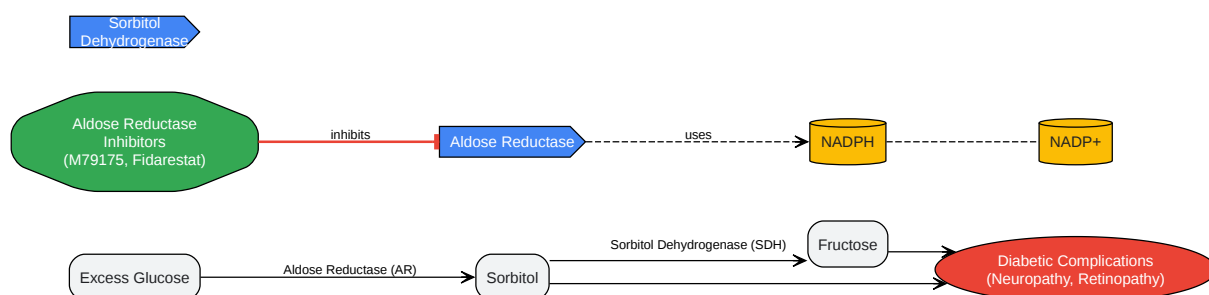 Sorbitol
Dehydrogenase
Aldose Reductase
Inhibitors
(M79175, Fidarestat)
inhibits
Aldose Reductase
uses
NADPH
NADP+
Excess Glucose
Aldose Reductase (AR)
Sorbitol
Sorbitol Dehydrogenase (SDH)
Fructose
Diabetic Complications
(Neuropathy, Retinopathy)